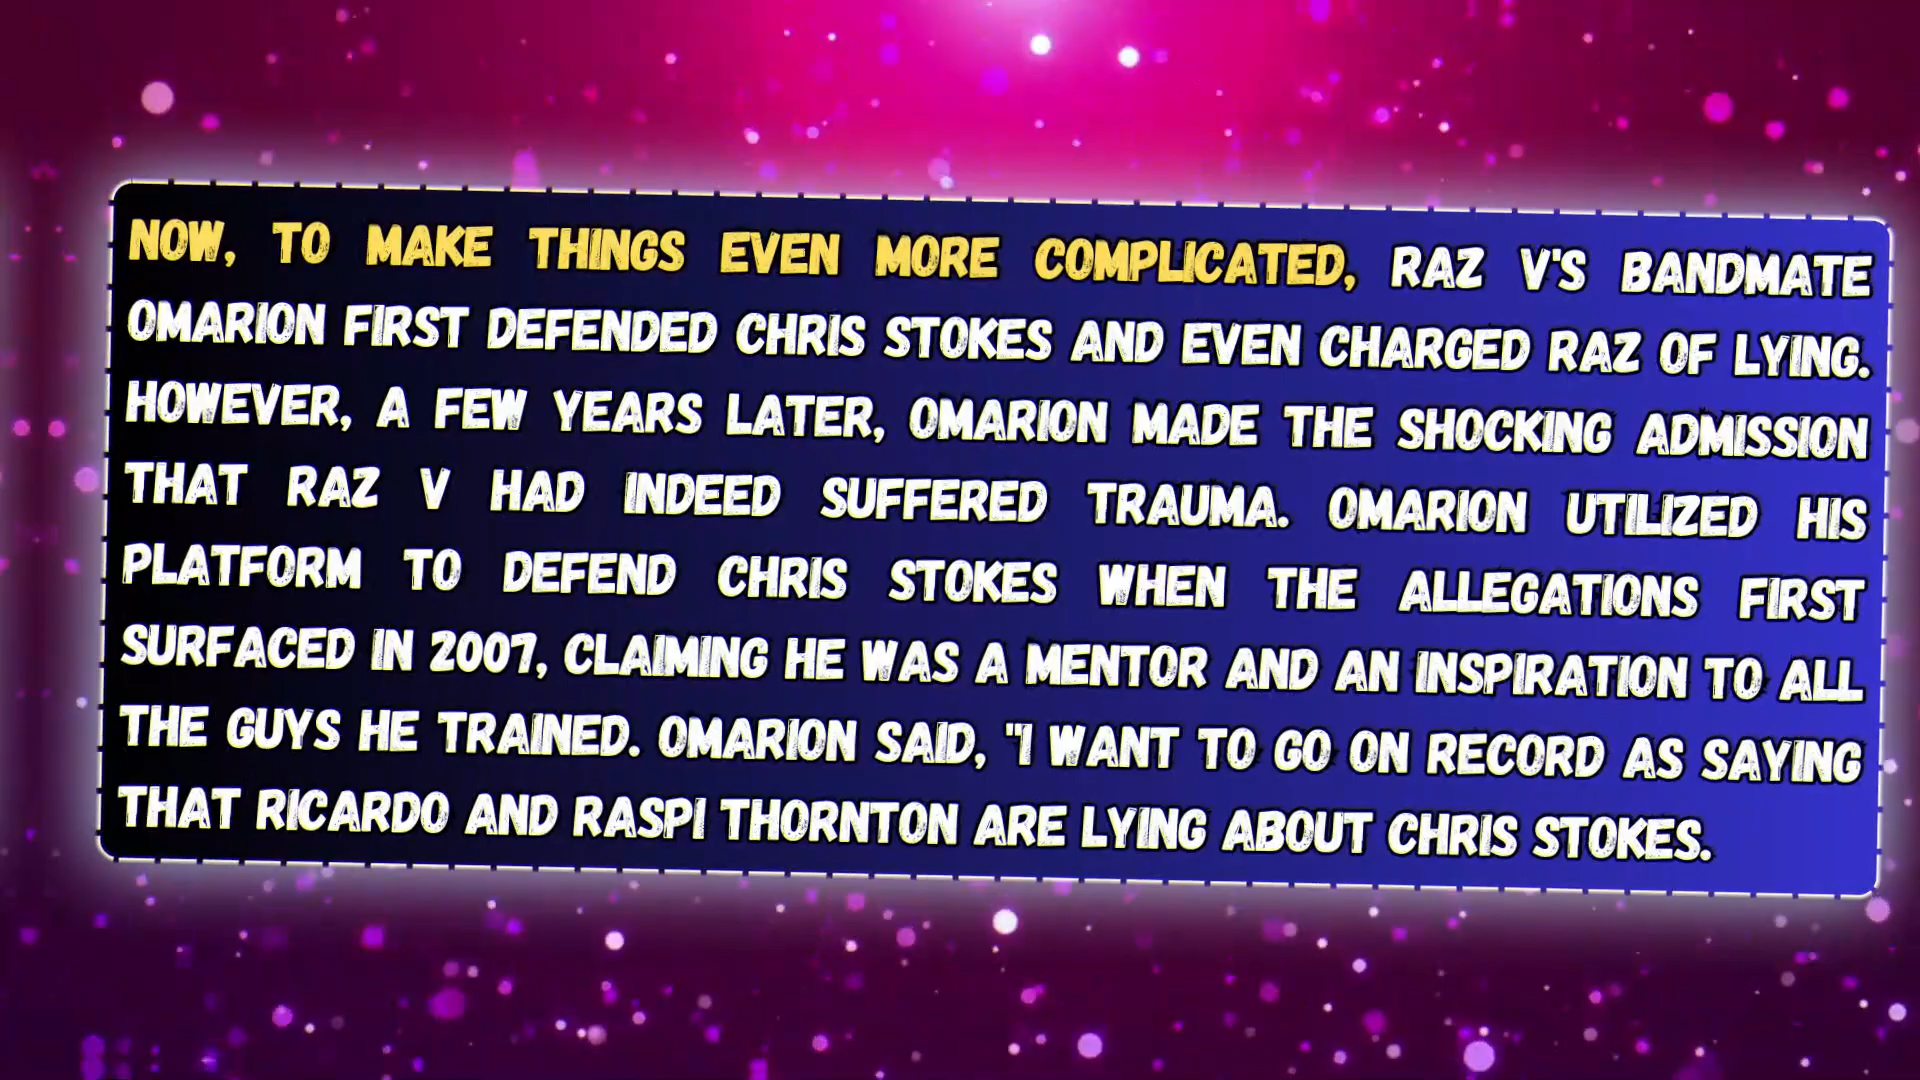 NOW, TO MAKE THINGS EVEN MORE COMPLICATED, RAZ V'S BANDMATE
OMARION FIRST DEFENDED CHRIS STOKES AND EVEN CHARGED RAZ OF LYING.
HOWEVER, A FEW YEARS LATER, OMARION MADE THE SHOCKING ADMISSION
THAT RAZ V HAD INDEED SUFFERED TRAUMA. OMARION UTILIZED HIS
PLATFORM TO DEFEND CHRIS STOKES WHEN THE ALLEGATIONS FIRST
SURFACED IN 2007, CLAIMING HE WAS A MENTOR AND AN INSPIRATION TO ALL
THE GUYS HE TRAINED. OMARION SAID, "I WANT TO GO ON RECORD AS SAYING
THAT RICARDO AND RASPI THORNTON ARE LYING ABOUT CHRIS STOKES.